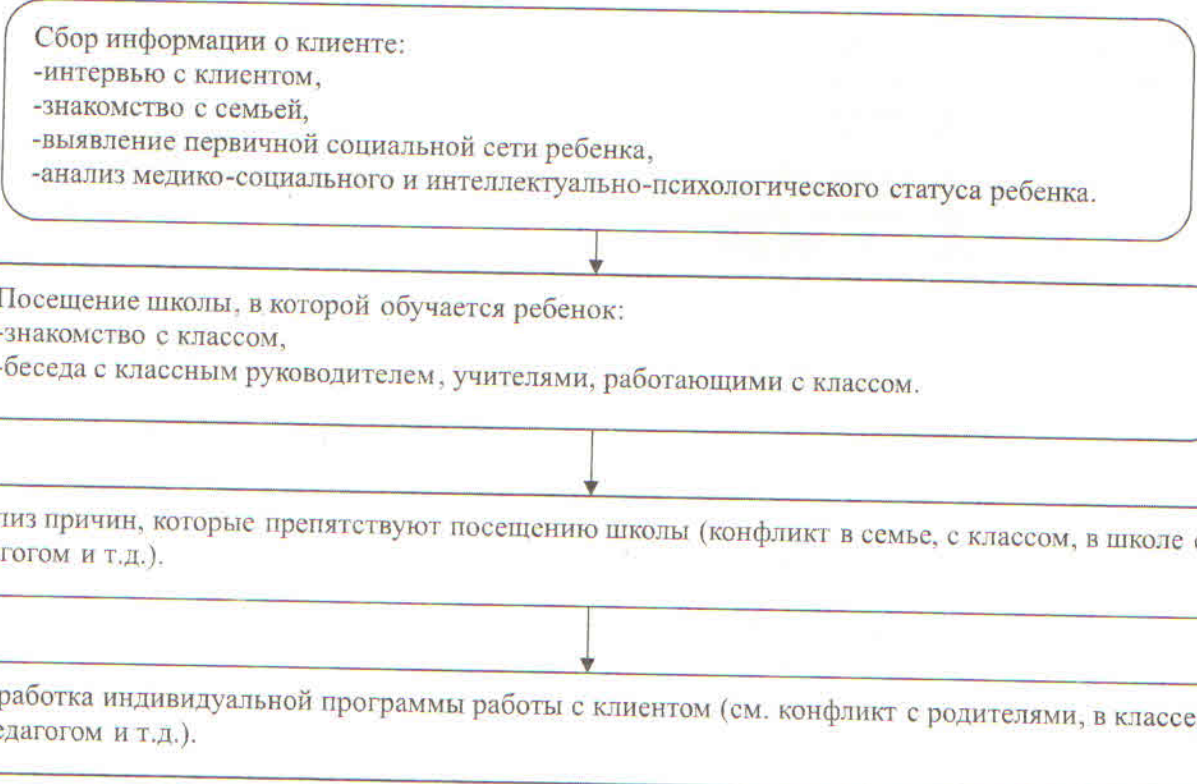 Сбор информации о клиенте:
-интервью с клиентом,
-знакомство с семьей,
-выявление первичной социальной сети ребенка,
-анализ медико-социального и интеллектуально-психологического статуса ребенка.
Посещение школы, в которой обучается ребенок:
-знакомство с классом,
-беседа с классным руководителем, учителями, работающими с классом.
лиз причин, которые препятствуют посещению школы (конфликт в семье, с классом, в школе с
гогом и т.д.).
работка индивидуальной программы работы с клиентом (см. конфликт с родителями, в классе
едагогом и т.д.).